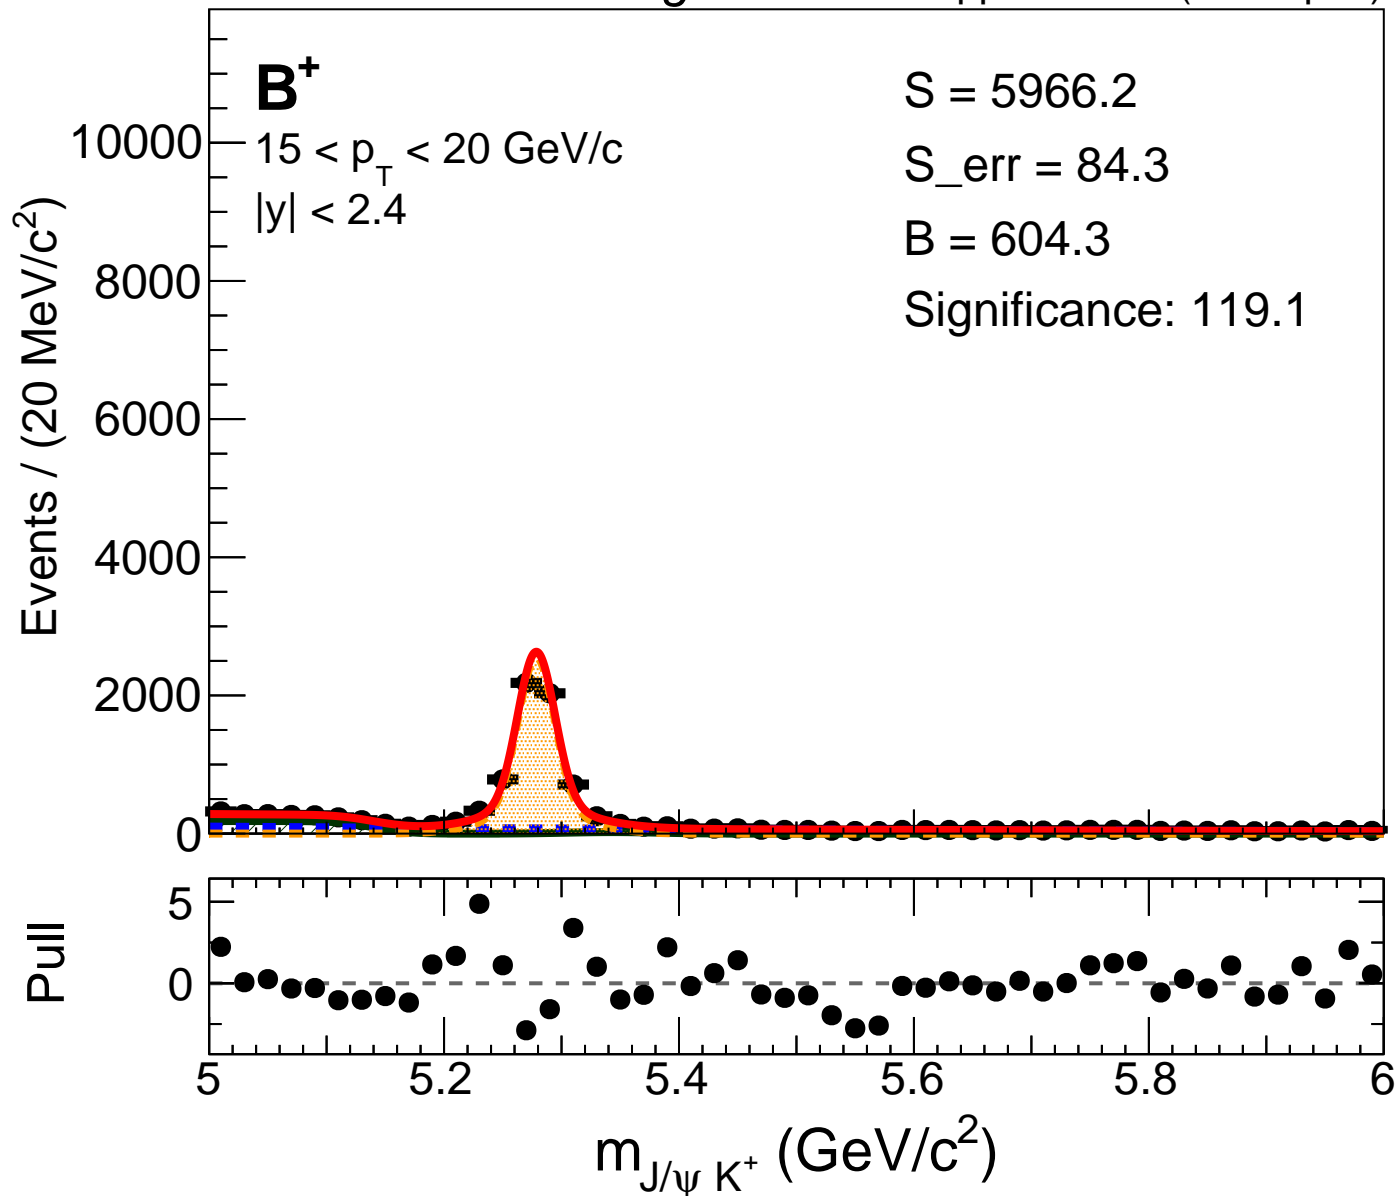 B⁺
15 < p_T < 20 GeV/c
|y| < 2.4
S = 5966.2
S_err = 84.3
B = 604.3
Significance: 119.1
Events / (20 MeV/c²)
10000
8000
6000
4000
2000
0
Pull
5
0
5 5.2 5.4 5.6 5.8 6
m_{J/ψ K⁺} (GeV/c²)